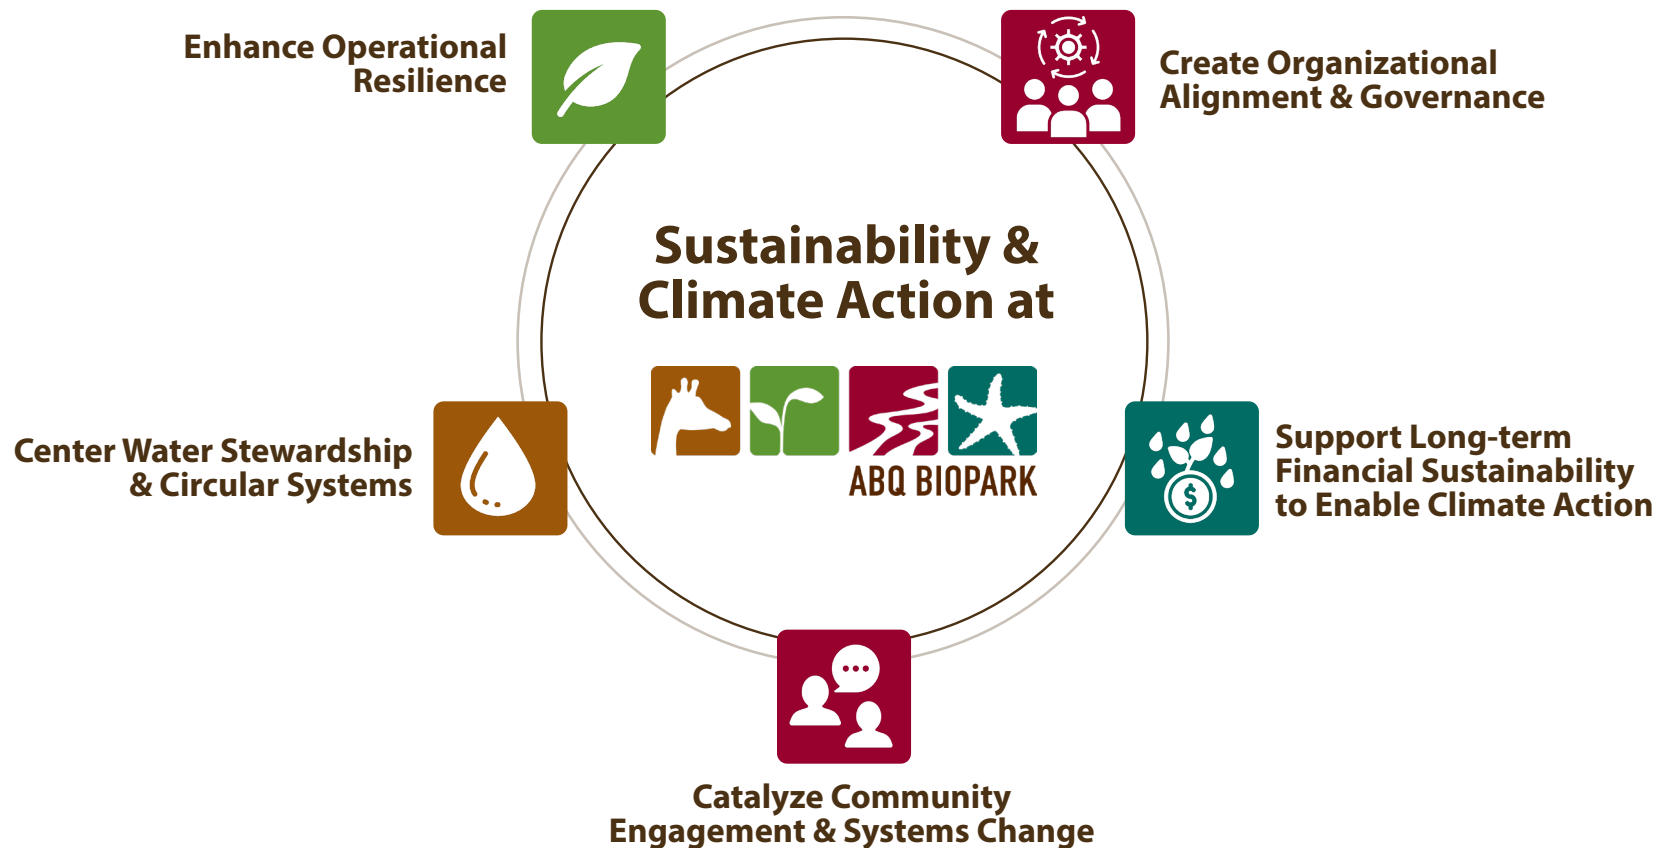 Enhance Operational
Resilience
Create Organizational
Alignment & Governance
Sustainability &
Climate Action at
ABQ BIOPARK
Center Water Stewardship
& Circular Systems
$
Support Long-term
Financial Sustainability
to Enable Climate Action
Catalyze Community
Engagement & Systems Change